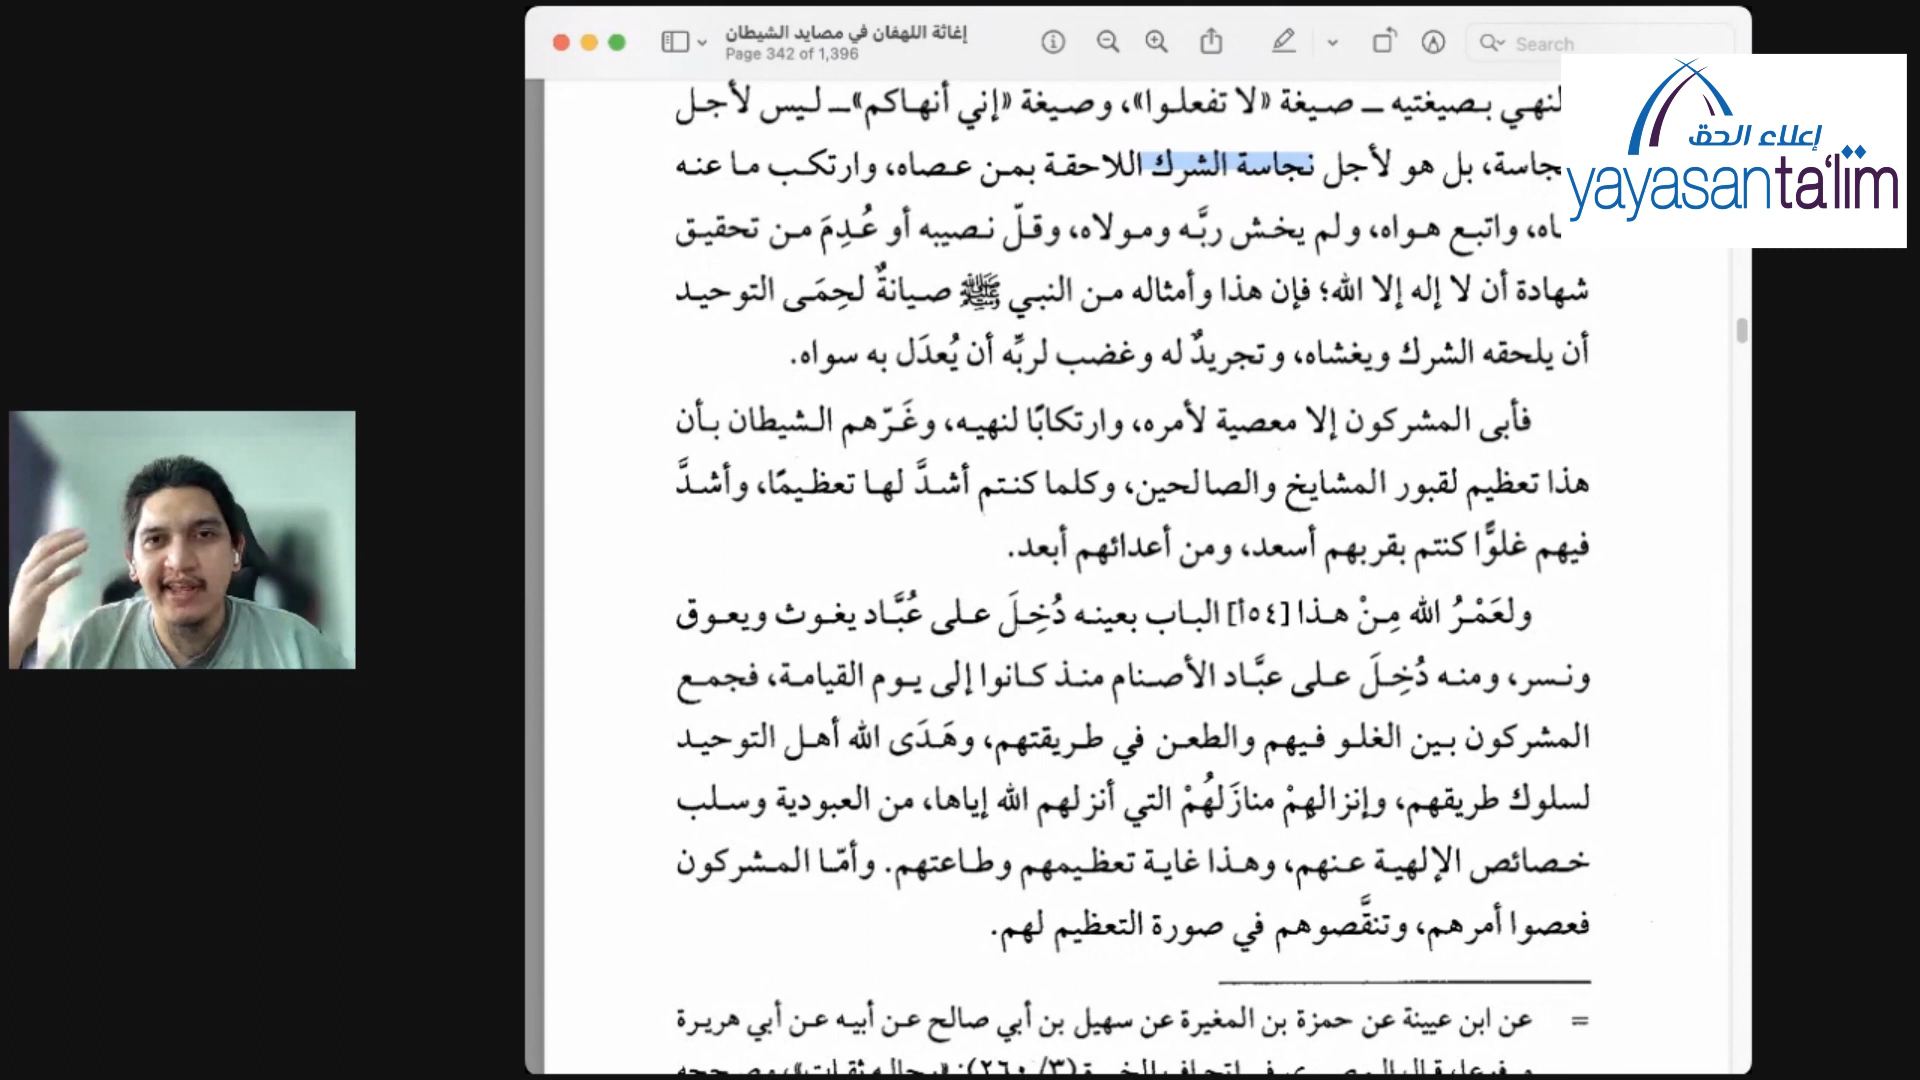 إغاثة اللهفان في مصايد الشيطان
Page 342 of 1,396
Search
إعلاء الحق
yayasanta'lim
لنهي بصيغتيه — صيغة «لا تفعلوا»، وصيغة «إني أنهاكم» — ليس لأجل
جاسة، بل هو لأجل نجاسة الشرك اللاحقة بمن عصاه، وارتكب ما عنه
اه، واتبع هواه، ولم يخش ربَّه ومولاه، وقلّ نصيبه أو عُدِمَ من تحقيق
شهادة أن لا إله إلا الله؛ فإن هذا وأمثاله من النبي ﷺ صيانةٌ لحِمَى التوحيد
أن يلحقه الشرك ويغشاه، وتجريدٌ له وغضب لربِّه أن يُعدَل به سواه.
فأبى المشركون إلا معصية لأمره، وارتكابًا لنهيه، وغَرّهم الشيطان بأن
هذا تعظيم لقبور المشايخ والصالحين، وكلما كنتم أشدَّ لها تعظيمًا، وأشدَّ
فيهم غلوًّا كنتم بقربهم أسعد، ومن أعدائهم أبعد.
ولعَمْرُ الله مِنْ هذا [٥٤أ] الباب بعينه دُخِلَ على عُبَّاد يغوث ويعوق
ونسر، ومنه دُخِلَ على عبَّاد الأصنام منذ كانوا إلى يوم القيامة، فجمع
المشركون بين الغلو فيهم والطعن في طريقتهم، وهَدَى الله أهل التوحيد
لسلوك طريقهم، وإنزالهِمْ منازَلهُمْ التي أنزلهم الله إياها، من العبودية وسلب
خصائص الإلهية عنهم، وهذا غاية تعظيمهم وطاعتهم. وأمّا المشركون
فعصوا أمرهم، وتنقَّصوهم في صورة التعظيم لهم.
= عن ابن عيينة عن حمزة بن المغيرة عن سهيل بن أبي صالح عن أبيه عن أبي هريرة